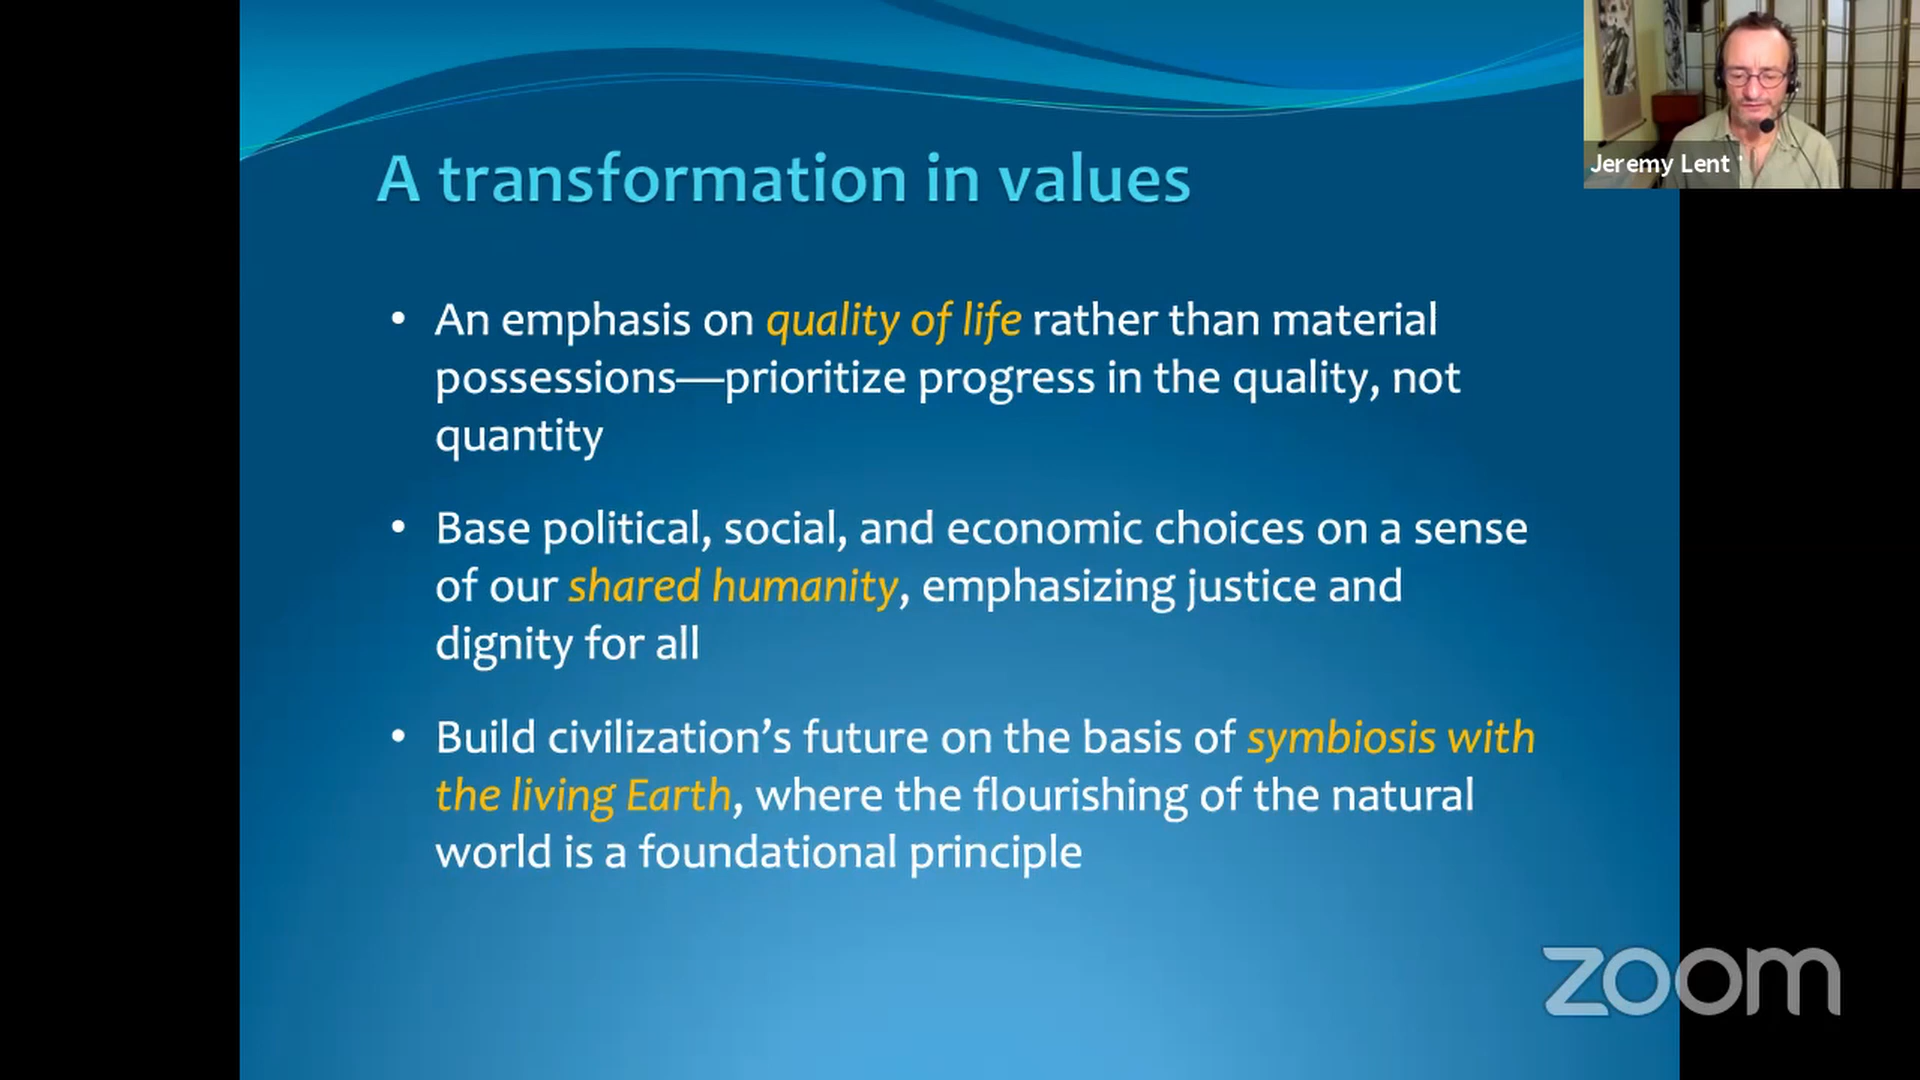 A transformation in values
• An emphasis on quality of life rather than material
possessions—prioritize progress in the quality, not
quantity
• Base political, social, and economic choices on a sense
of our shared humanity, emphasizing justice and
dignity for all
• Build civilization’s future on the basis of symbiosis with
the living Earth, where the flourishing of the natural
world is a foundational principle
Jeremy Lent
zoom